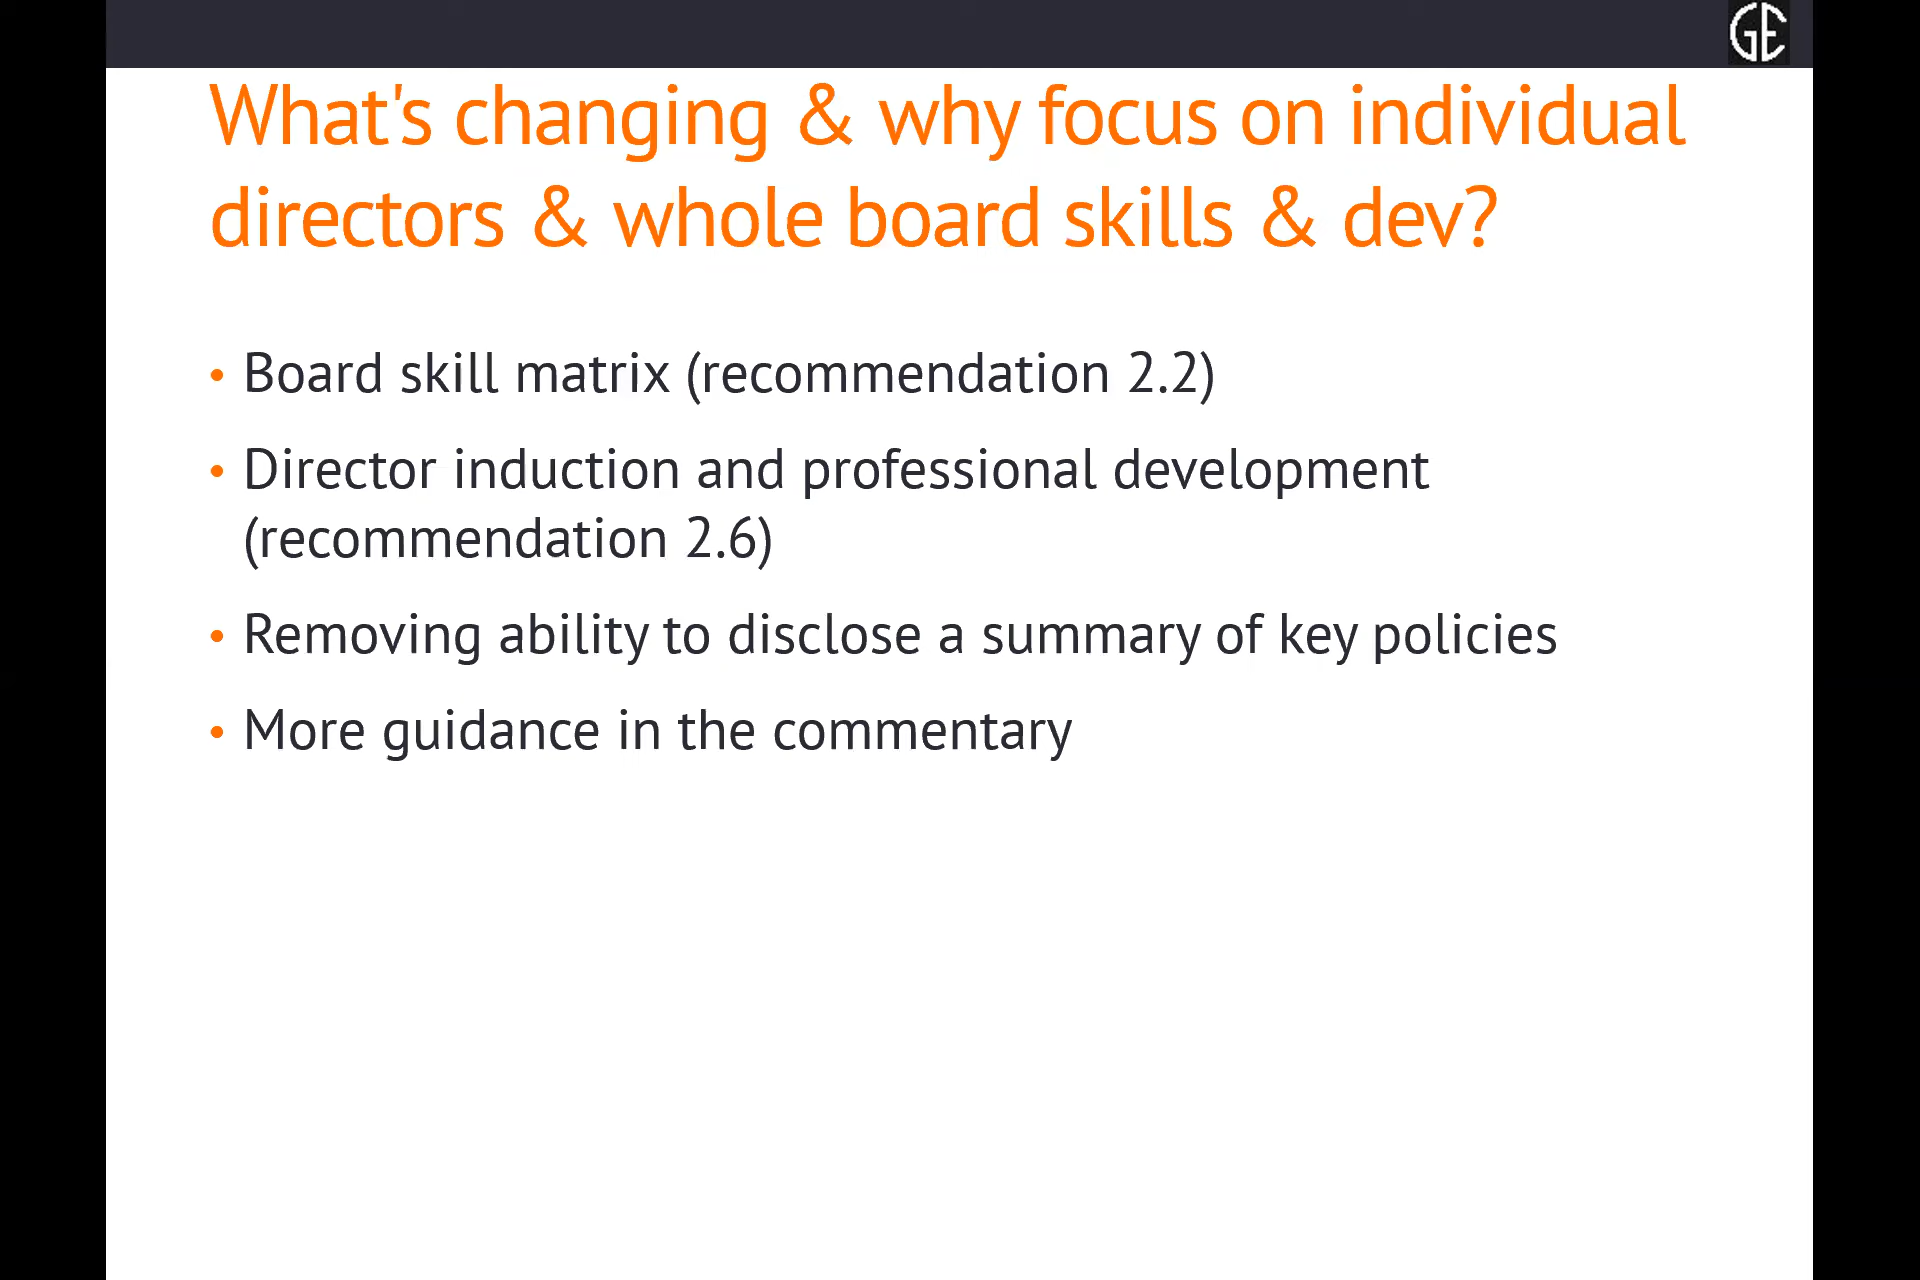 GE
What's changing & why focus on individual
directors & whole board skills & dev?
• Board skill matrix (recommendation 2.2)
• Director induction and professional development
(recommendation 2.6)
• Removing ability to disclose a summary of key policies
• More guidance in the commentary